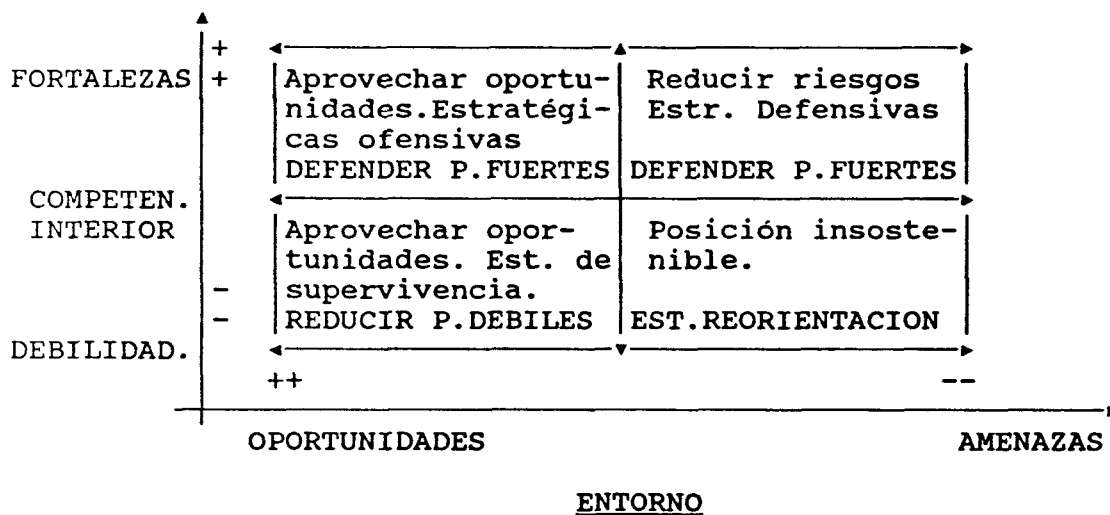 +
FORTALEZAS +
Aprovechar oportu-
nidades.Estratégi-
cas ofensivas
DEFENDER P.FUERTES
Reducir riesgos
Estr. Defensivas
DEFENDER P.FUERTES
COMPETEN.
INTERIOR
Aprovechar opor-
tunidades. Est. de
supervivencia.
REDUCIR P.DEBILES
Posición insoste-
nible.
EST.REORIENTACION
-
-
DEBILIDAD.
++ --
OPORTUNIDADES AMENAZAS
ENTORNO